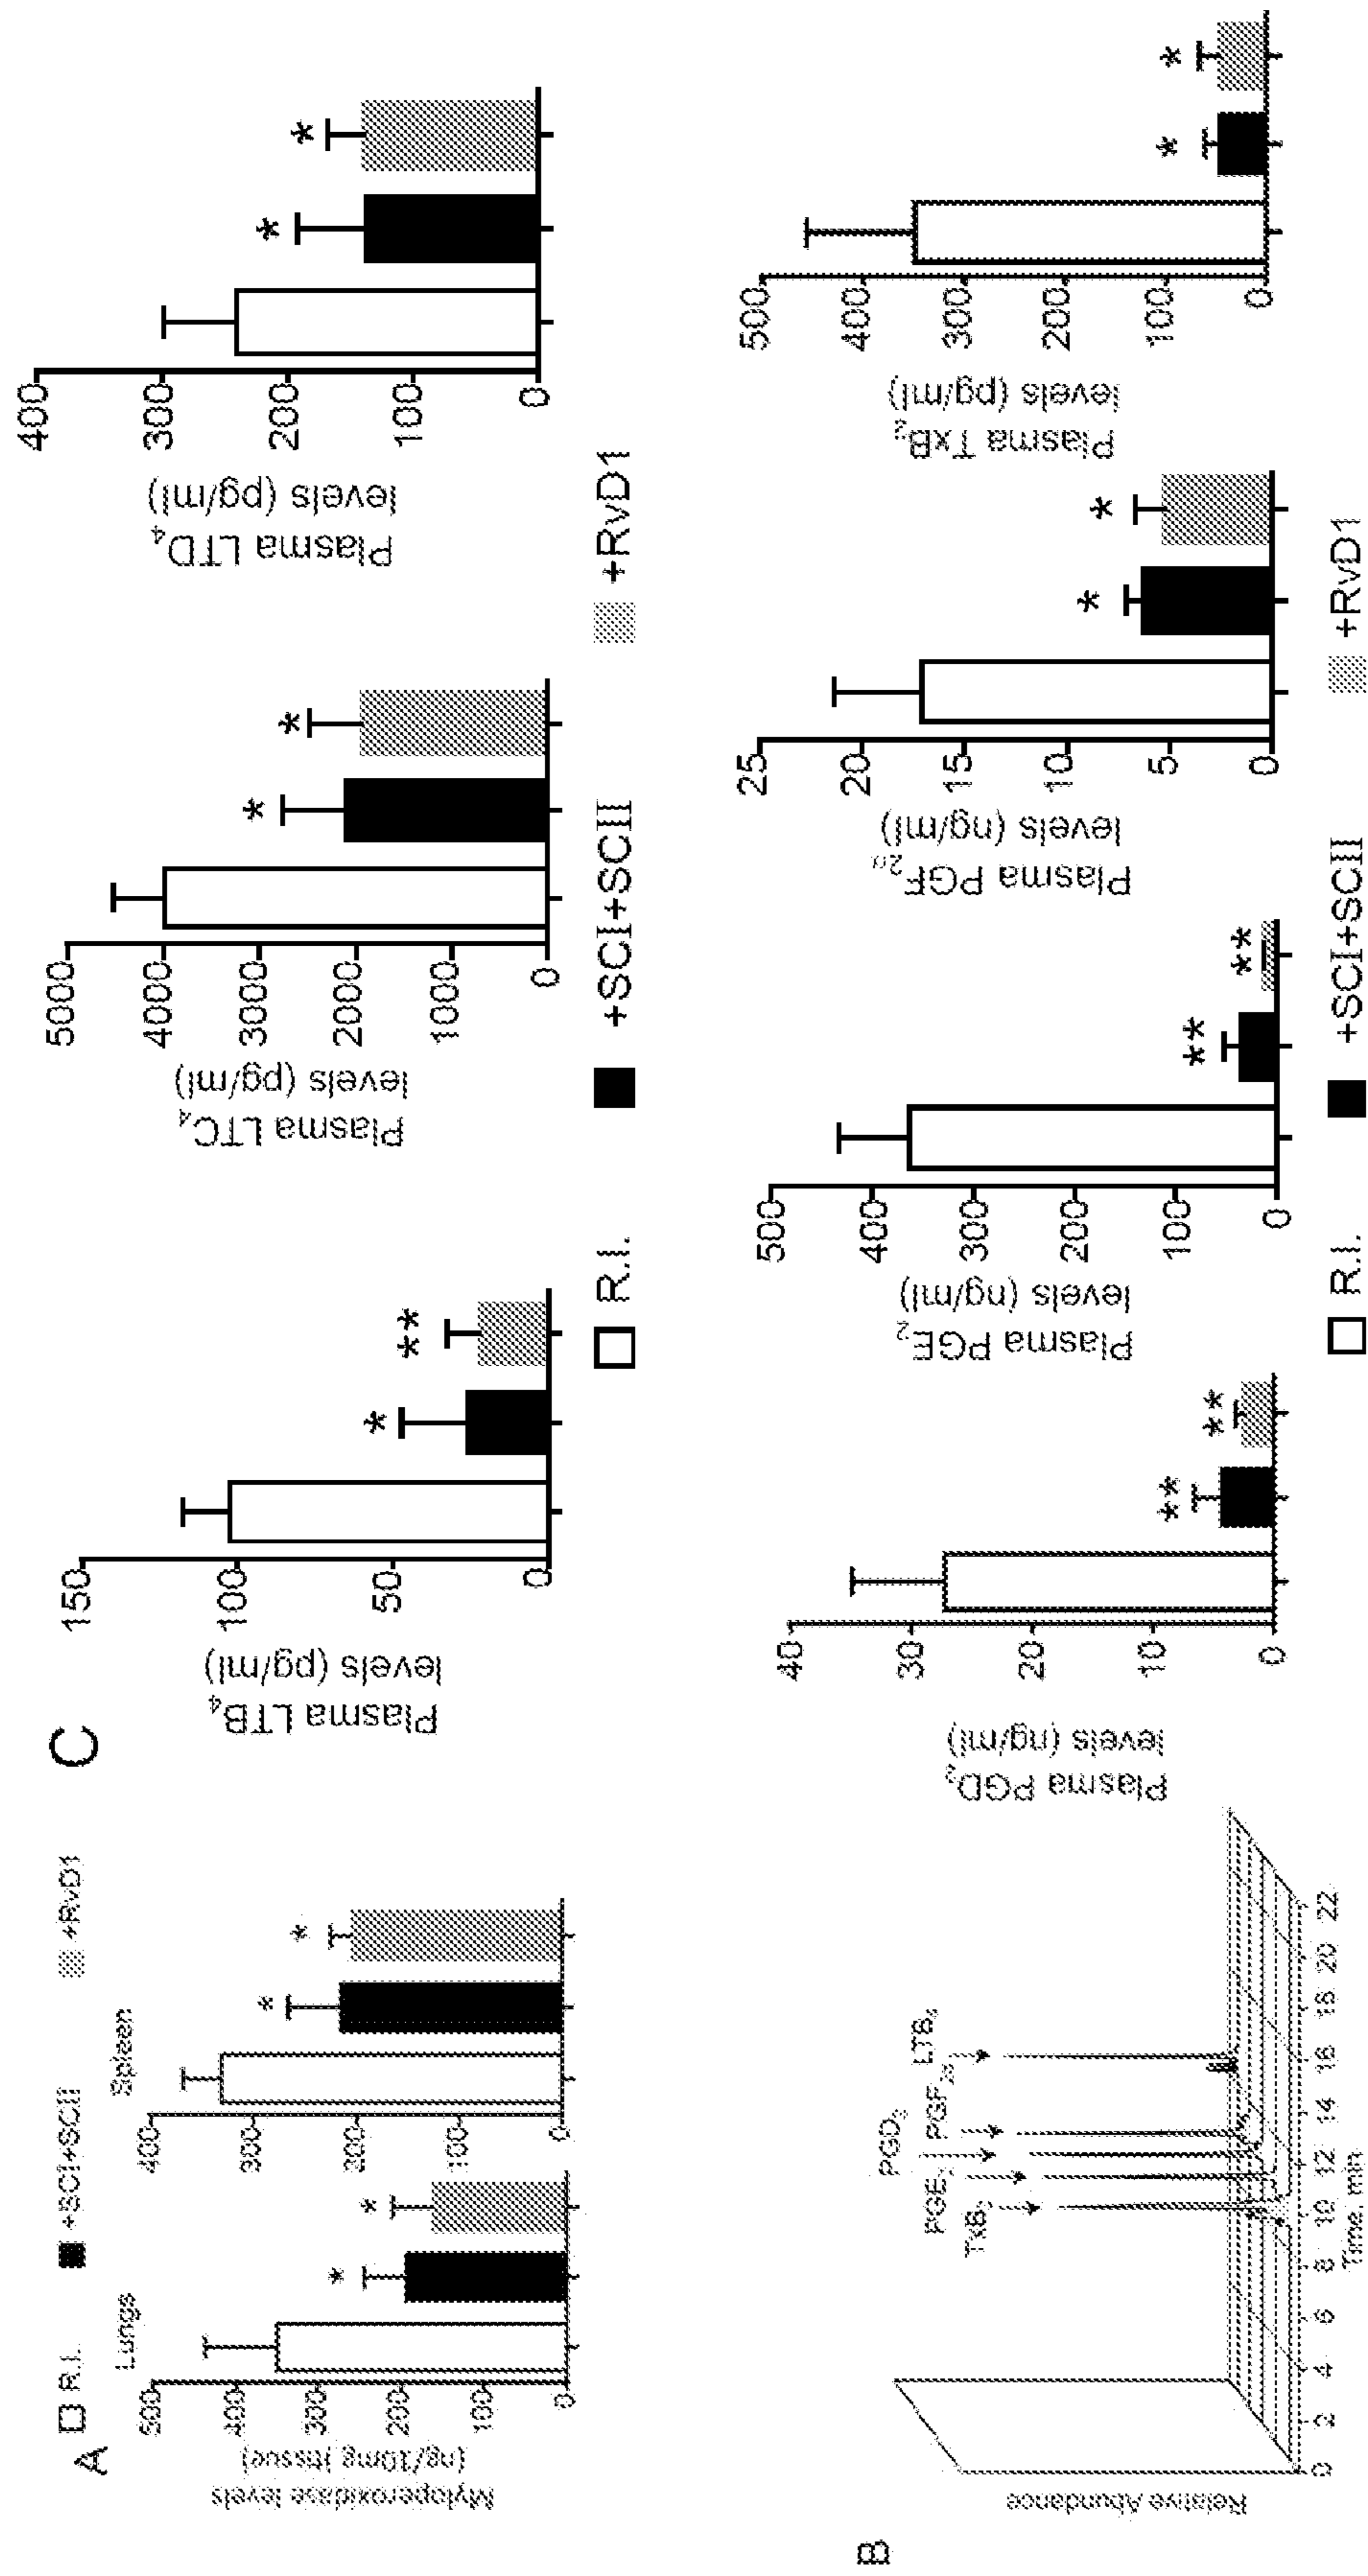 A
□ R.I. ■ +SCI+SCII ▒ +RvD1
Lungs
Spleen
Myloperoxidase levels
(ng/10mg tissue)
500
400
300
200
100
0
*
*
400
300
200
100
0
*
*
B
Relative Abundance
TxB2
PGE2
PGD2
PGF2α
LTB4
0 2 4 6 8 10 12 14 16 18 20 22
Time, min
C
Plasma LTB4
levels (pg/ml)
150
100
50
0
*
**
Plasma LTC4
levels (pg/ml)
5000
4000
3000
2000
1000
0
*
*
Plasma LTD4
levels (pg/ml)
400
300
200
100
0
*
*
□ R.I. ■ +SCI+SCII ▒ +RvD1
Plasma PGD2
levels (ng/ml)
40
30
20
10
0
**
**
Plasma PGE2
levels (ng/ml)
500
400
300
200
100
0
**
**
Plasma PGF2α
levels (ng/ml)
25
20
15
10
5
0
*
*
Plasma TxB2
levels (pg/ml)
500
400
300
200
100
0
*
*
□ R.I. ■ +SCI+SCII ▒ +RvD1